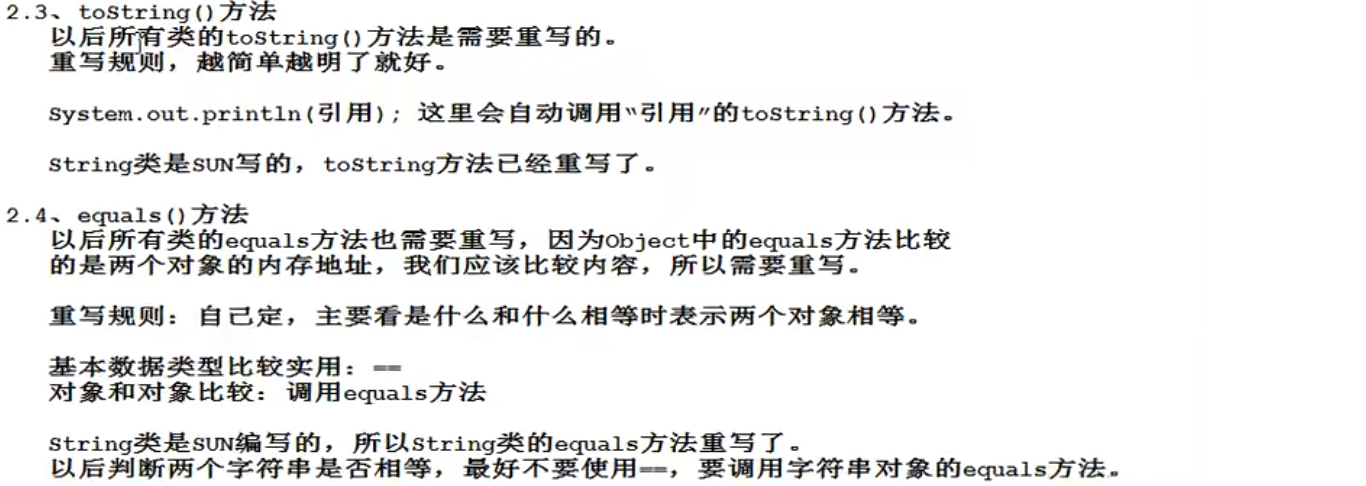 2.3、toString()方法
以后所有类的toString()方法是需要重写的。
重写规则，越简单越明了就好。
System.out.println(引用); 这里会自动调用“引用”的toString()方法。
String类是SUN写的，toString方法已经重写了。
2.4、equals()方法
以后所有类的equals方法也需要重写，因为Object中的equals方法比较
的是两个对象的内存地址，我们应该比较内容，所以需要重写。
重写规则：自己定，主要看是什么和什么相等时表示两个对象相等。
基本数据类型比较实用：==
对象和对象比较：调用equals方法
String类是SUN编写的，所以String类的equals方法重写了。
以后判断两个字符串是否相等，最好不要使用==，要调用字符串对象的equals方法。